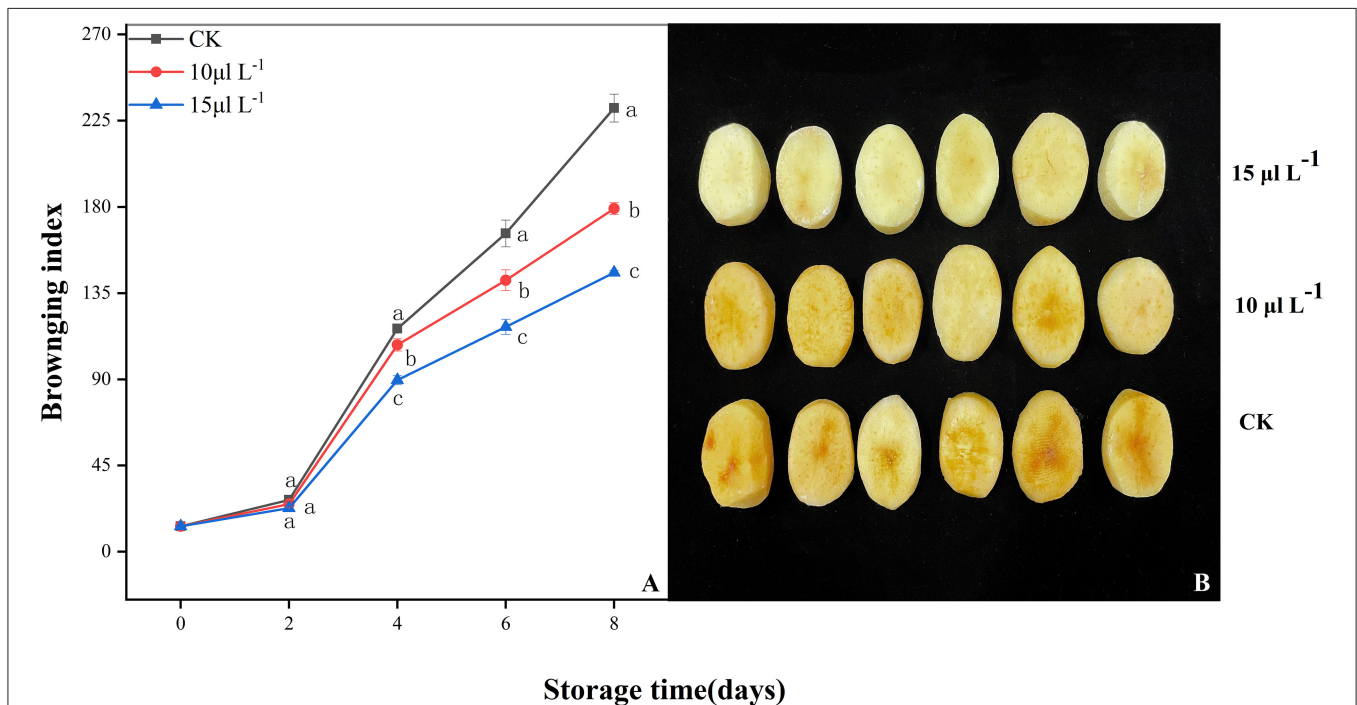 270
225
180
135
90
45
0
Brownging index
CK
10μl L⁻¹
15μl L⁻¹
a
a
a
a
b
c
a
b
c
a
b
c
A
0
2
4
6
8
Storage time(days)
15 μl L⁻¹
10 μl L⁻¹
CK
B